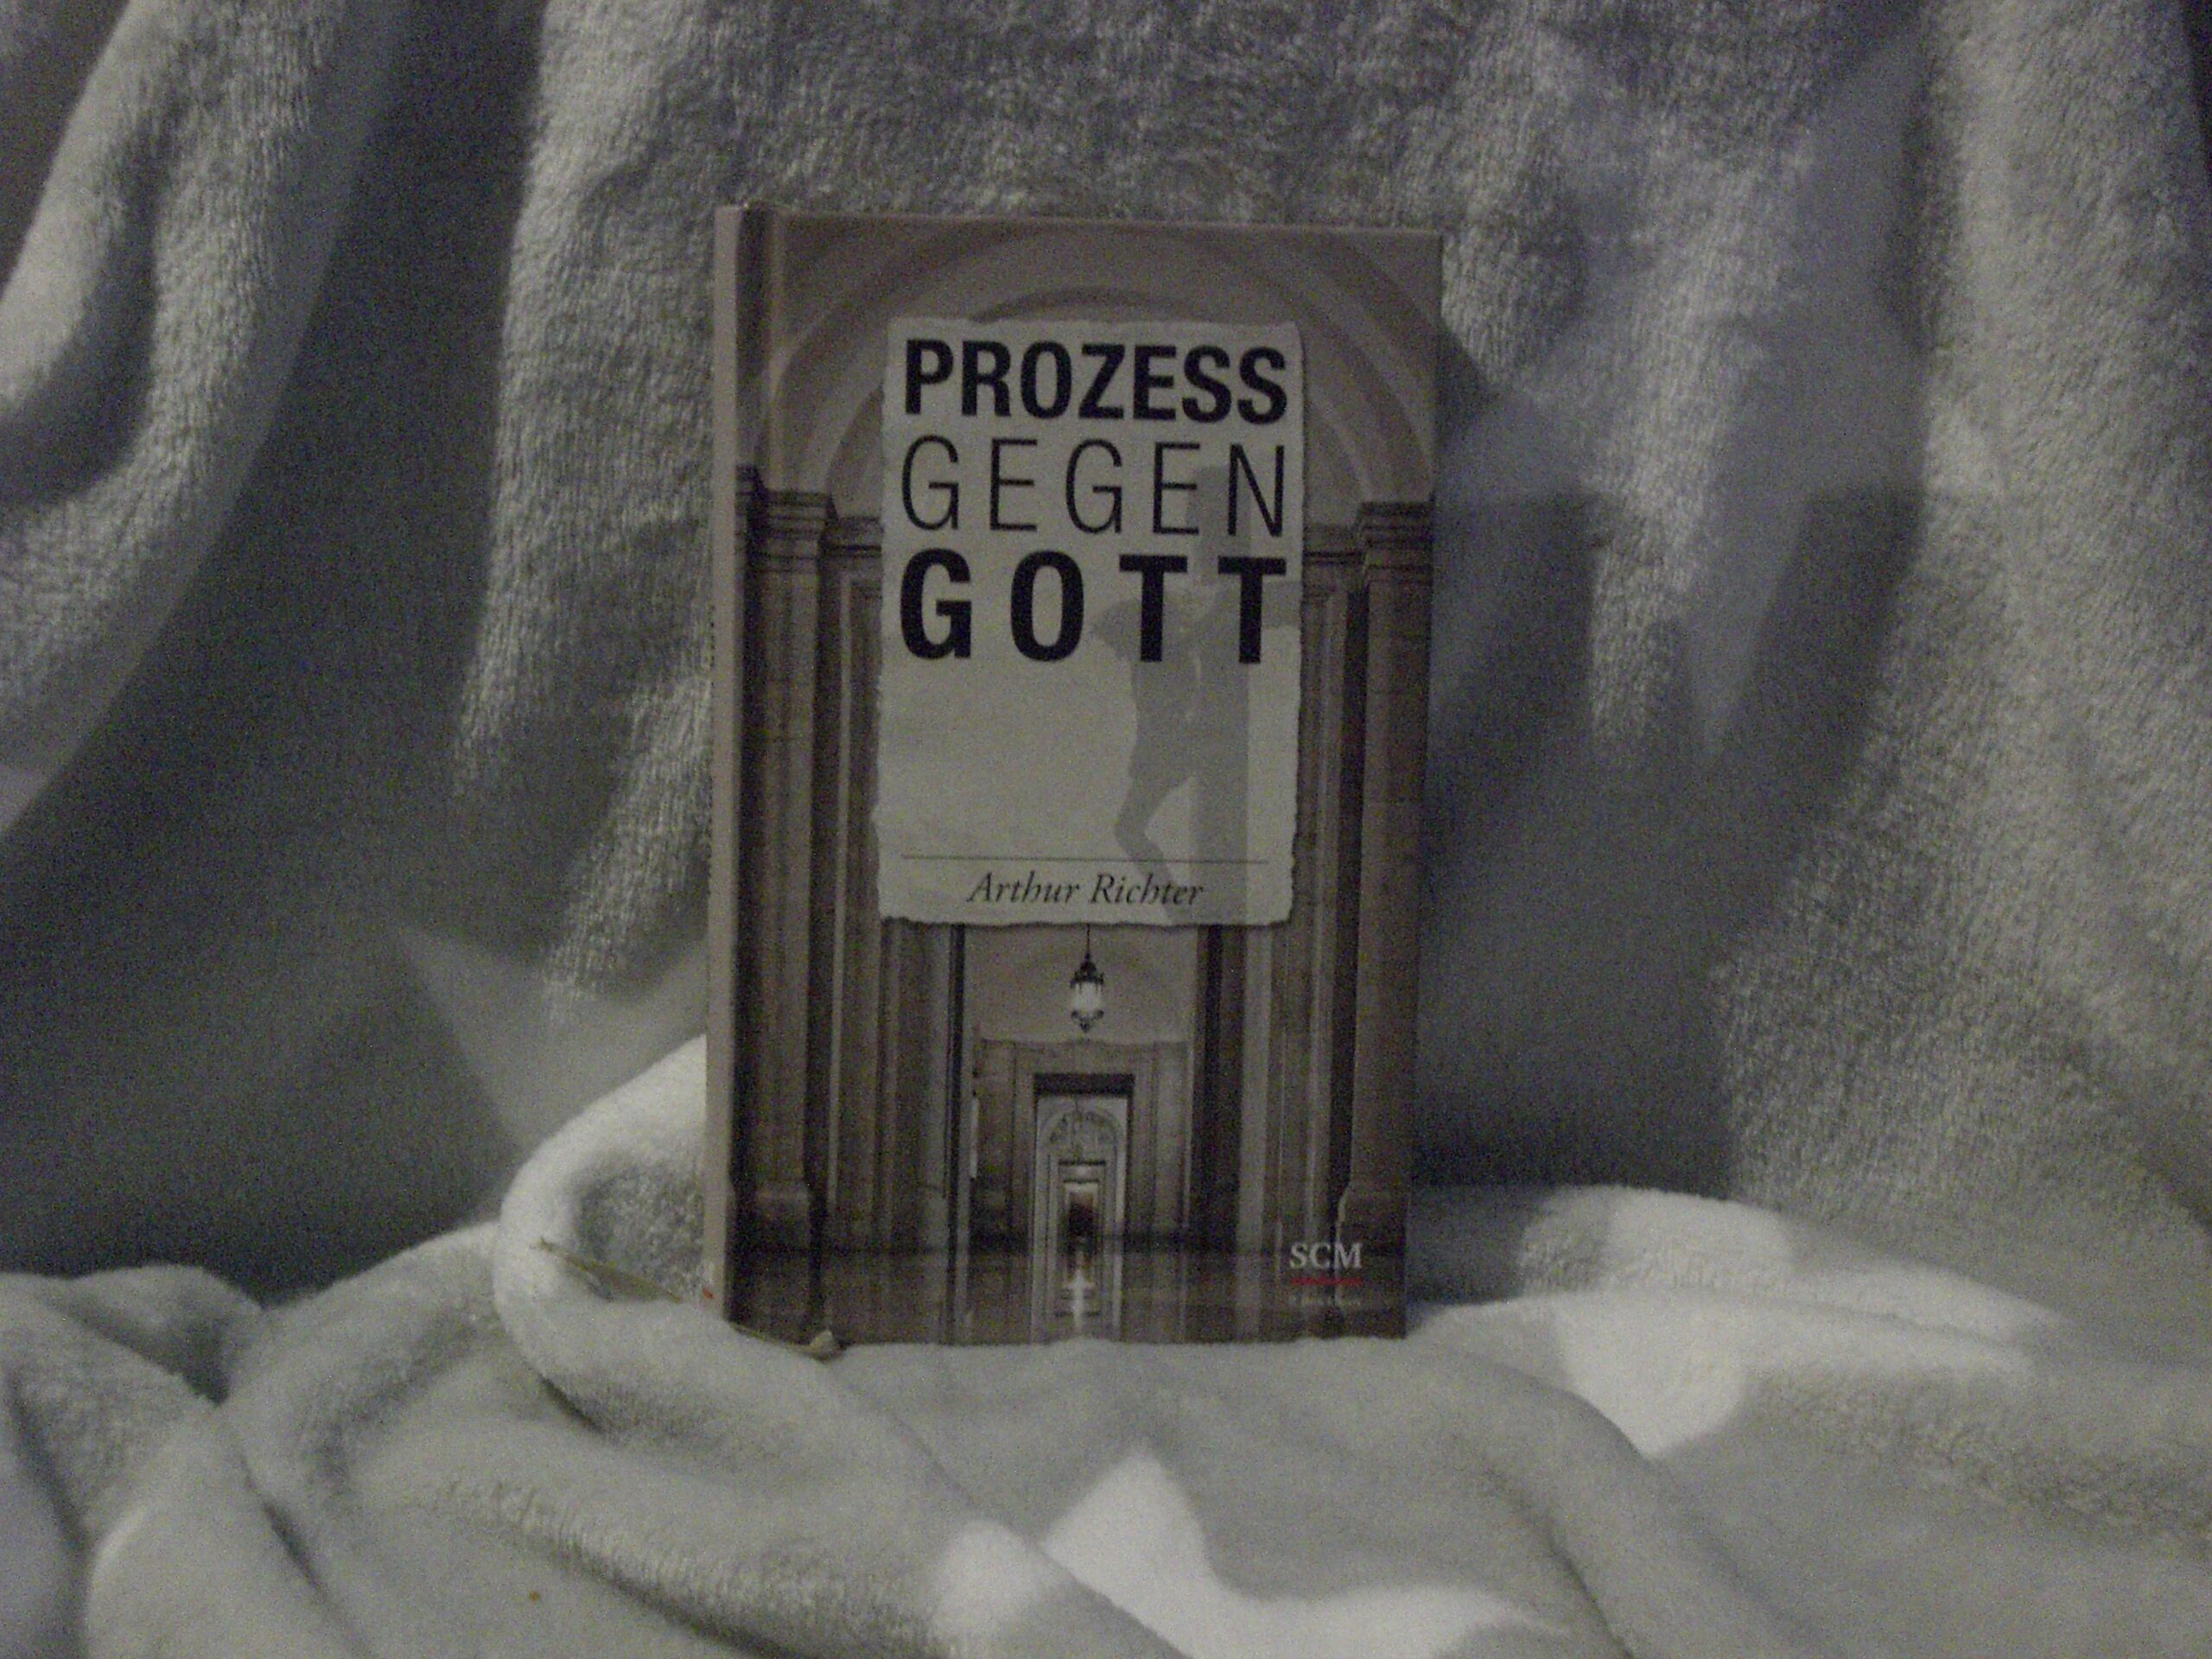 PROZESS
GEGEN
GOTT
Arthur Richter
SCM